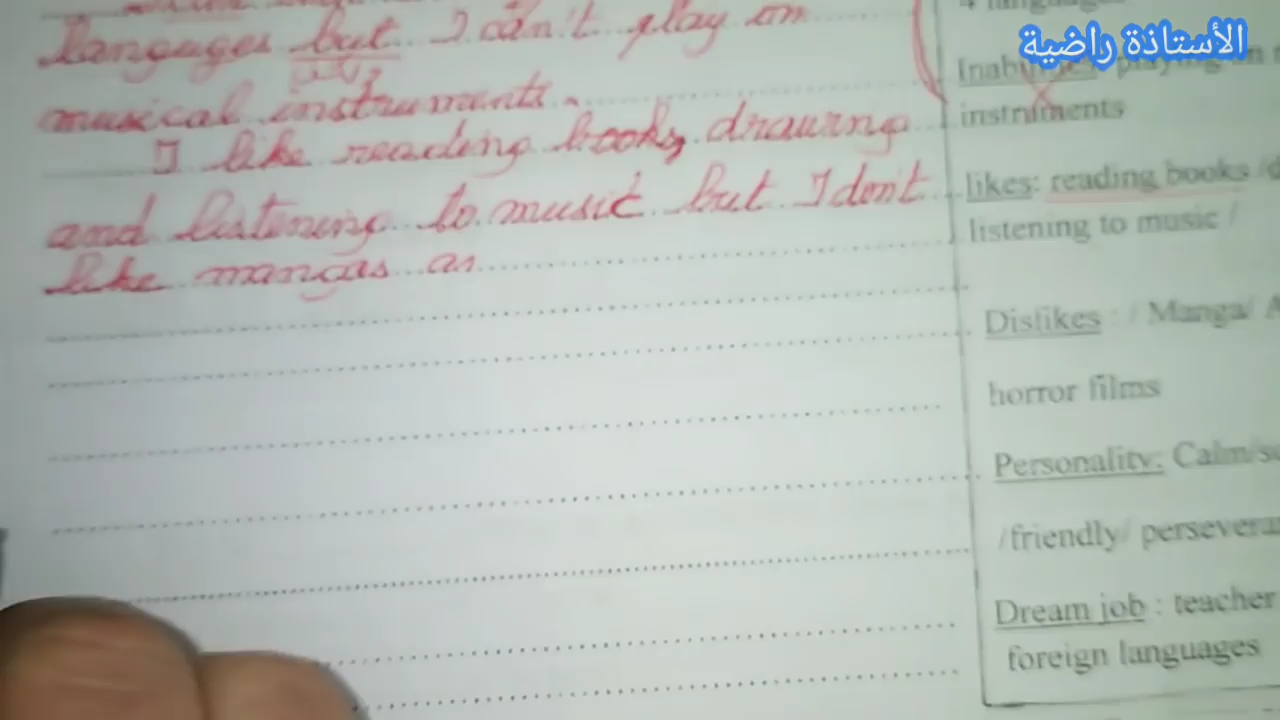 languages but I can't play on
musical instruments.
I like reading books, drawing
and listening to music but I don't
like mangas an
الأستاذة راضية
instruments
likes: reading books /
listening to music /
Dislikes : / Manga/ A
horror films
Personality: Calm/
/friendly/ persevera
Dream job : teacher
foreign languages